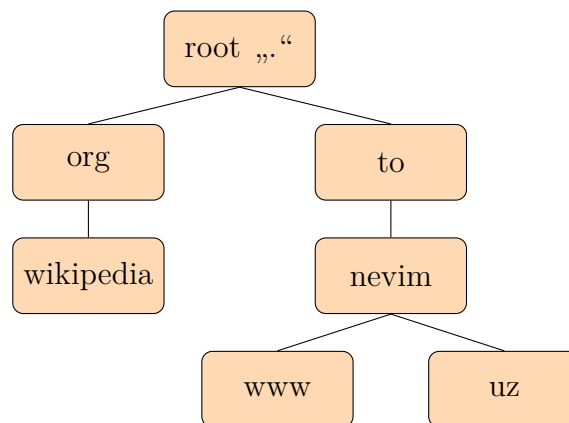 root „.“
org
to
wikipedia
nevim
www
uz